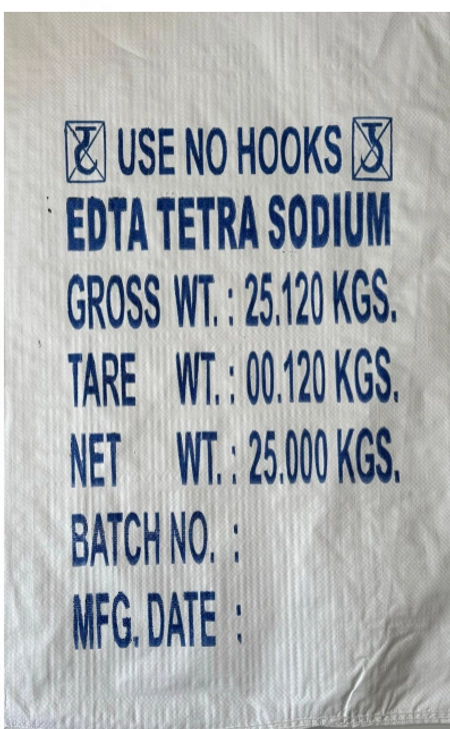 USE NO HOOKS
EDTA TETRA SODIUM
GROSS WT. : 25.120 KGS.
TARE WT. : 00.120 KGS.
NET WT. : 25.000 KGS.
BATCH NO. :
MFG. DATE :